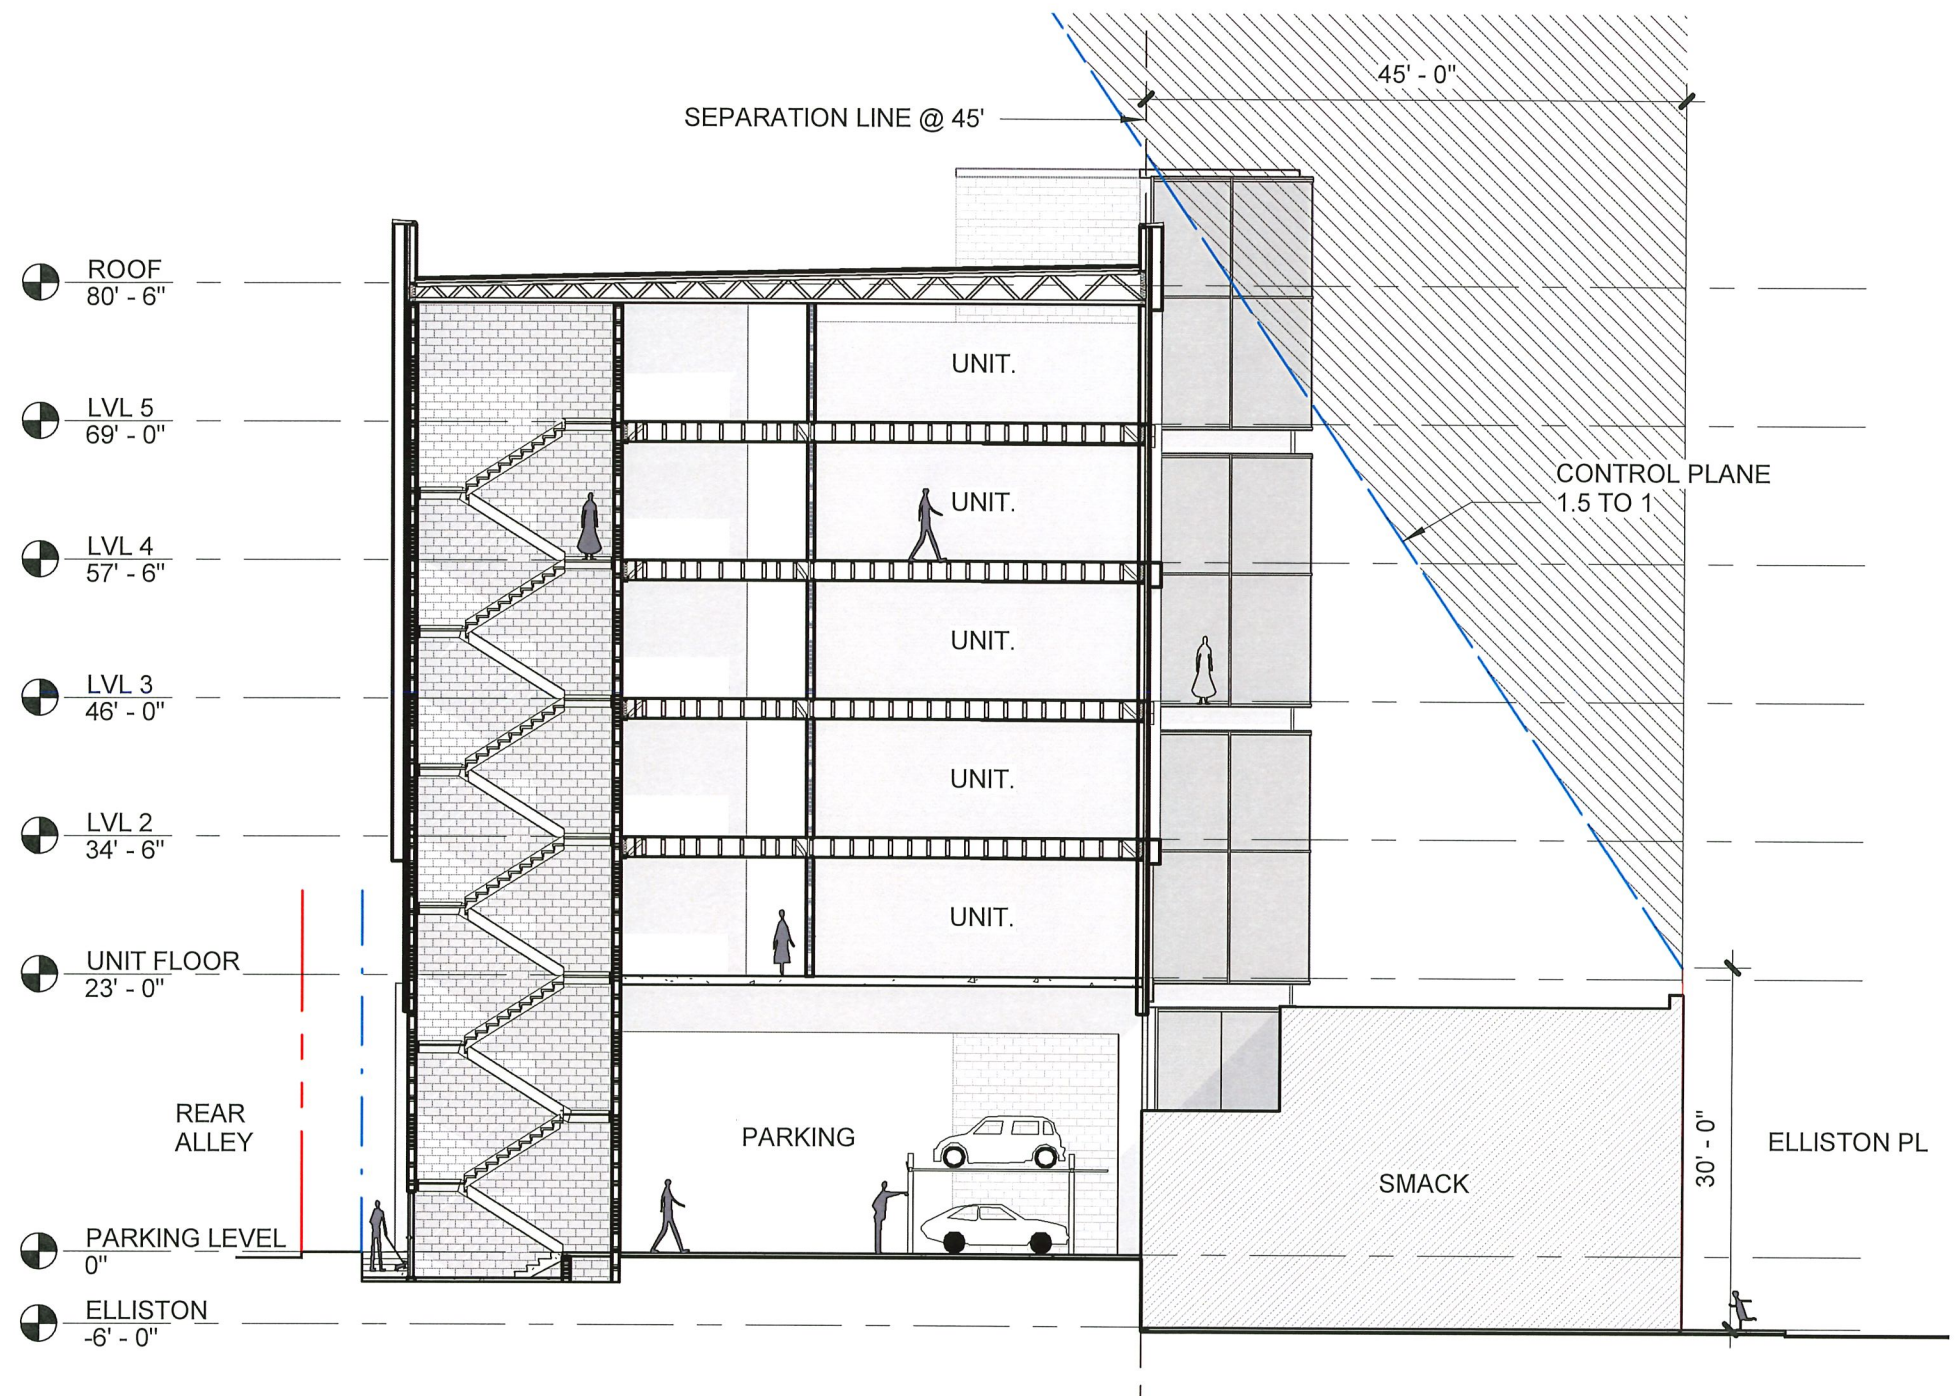 45' - 0"
SEPARATION LINE @ 45'
ROOF
80' - 6"
UNIT.
LVL 5
69' - 0"
CONTROL PLANE
1.5 TO 1
UNIT.
LVL 4
57' - 6"
UNIT.
LVL 3
46' - 0"
UNIT.
LVL 2
34' - 6"
UNIT.
UNIT FLOOR
23' - 0"
REAR
ALLEY
PARKING
30' - 0"
ELLISTON PL
SMACK
PARKING LEVEL
0"
ELLISTON
-6' - 0"